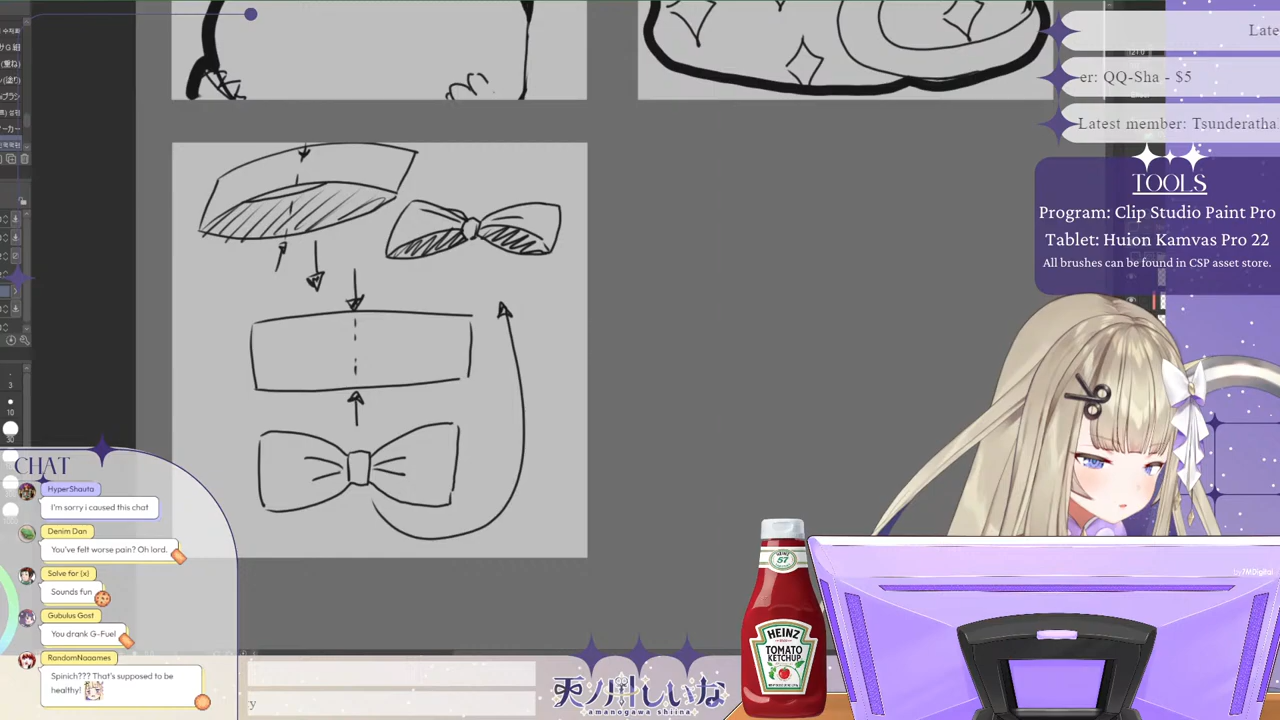 er: QQ-Sha - $5
Latest member: Tsunderatha
TOOLS
Program: Clip Studio Paint Pro
Tablet: Huion Kamvas Pro 22
All brushes can be found in CSP asset store.
CHAT
HyperShauta
I'm sorry i caused this chat
Denim Dan
You've felt worse pain? Oh lord.
Solve for {x}
Sounds fun
Gubulus Gost
You drank G-Fuel
RandomNaaames
Spinich??? That's supposed to be
healthy!
HEINZ
57
TOMATO
KETCHUP
天ノ川しいな
amanogawa shiina
y
10
30